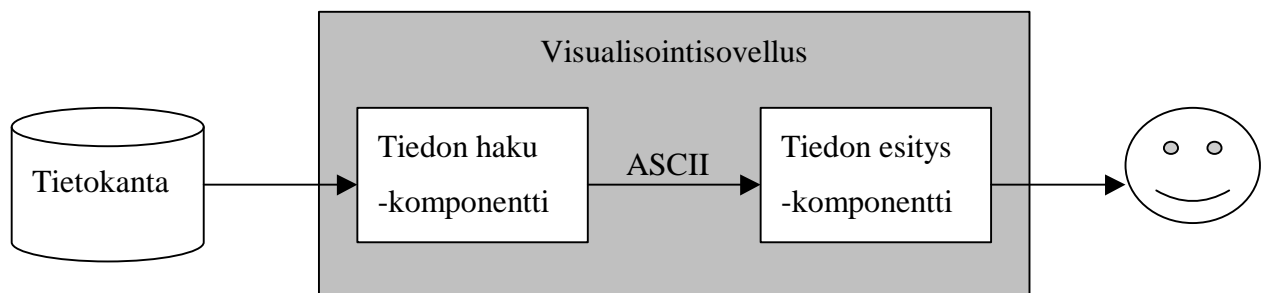 Visualisointisovellus
Tietokanta
Tiedon haku
-komponentti
ASCII
Tiedon esitys
-komponentti